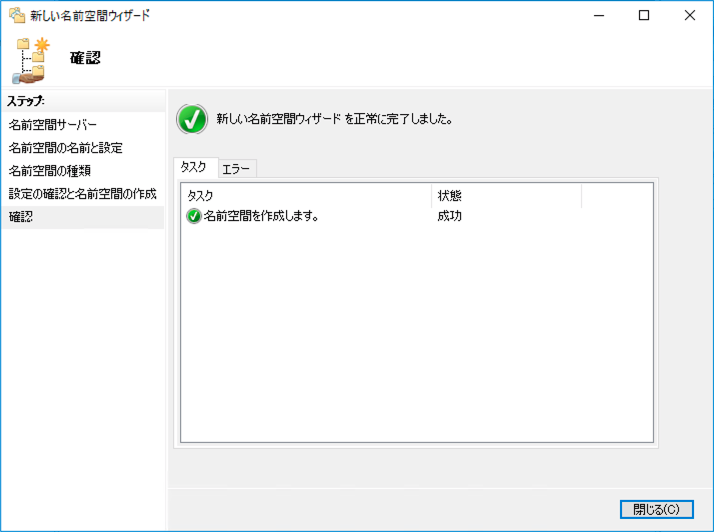 新しい名前空間ウィザード
確認
ステップ:
名前空間サーバー
名前空間の名前と設定
名前空間の種類
設定の確認と名前空間の作成
確認
新しい名前空間ウィザード を正常に完了しました。
タスク エラー
タスク 状態
名前空間を作成します。 成功
閉じる(C)